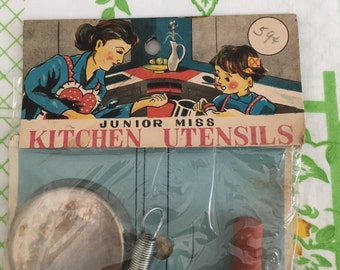 59¢
JUNIOR MISS
KITCHEN UTENSILS